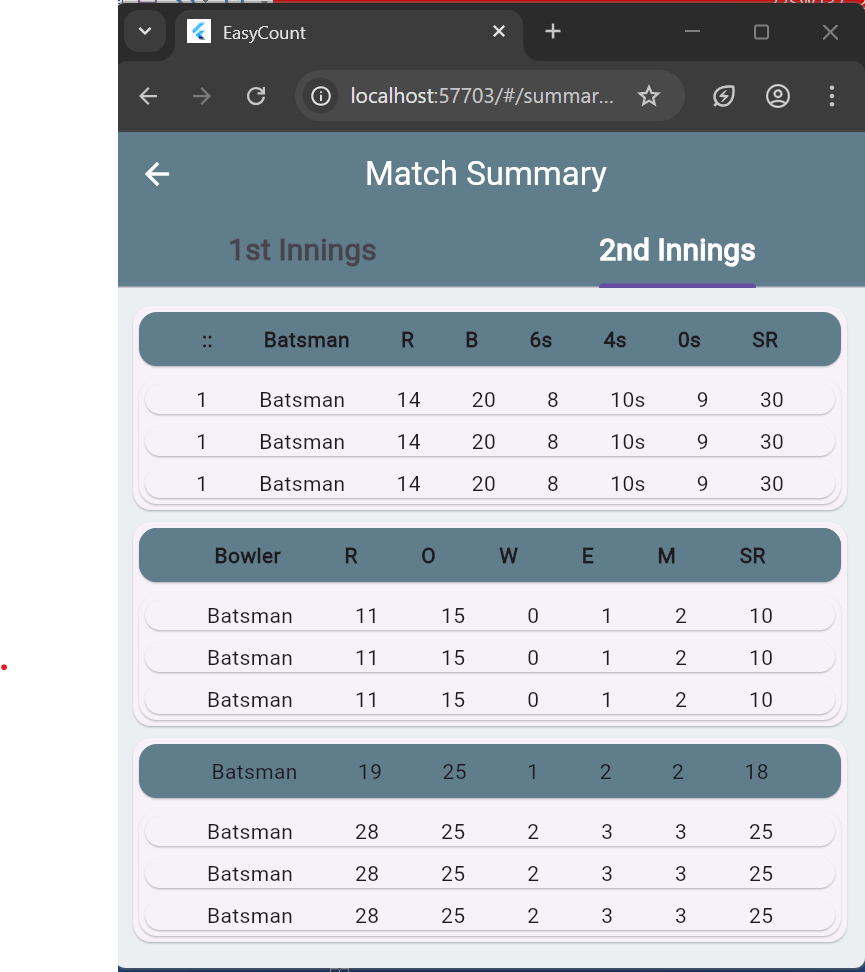 EasyCount
localhost:57703/#/summar...
Match Summary
1st Innings 2nd Innings
:: Batsman R B 6s 4s 0s SR
1 Batsman 14 20 8 10s 9 30
1 Batsman 14 20 8 10s 9 30
1 Batsman 14 20 8 10s 9 30
Bowler R O W E M SR
Batsman 11 15 0 1 2 10
Batsman 11 15 0 1 2 10
Batsman 11 15 0 1 2 10
Batsman 19 25 1 2 2 18
Batsman 28 25 2 3 3 25
Batsman 28 25 2 3 3 25
Batsman 28 25 2 3 3 25